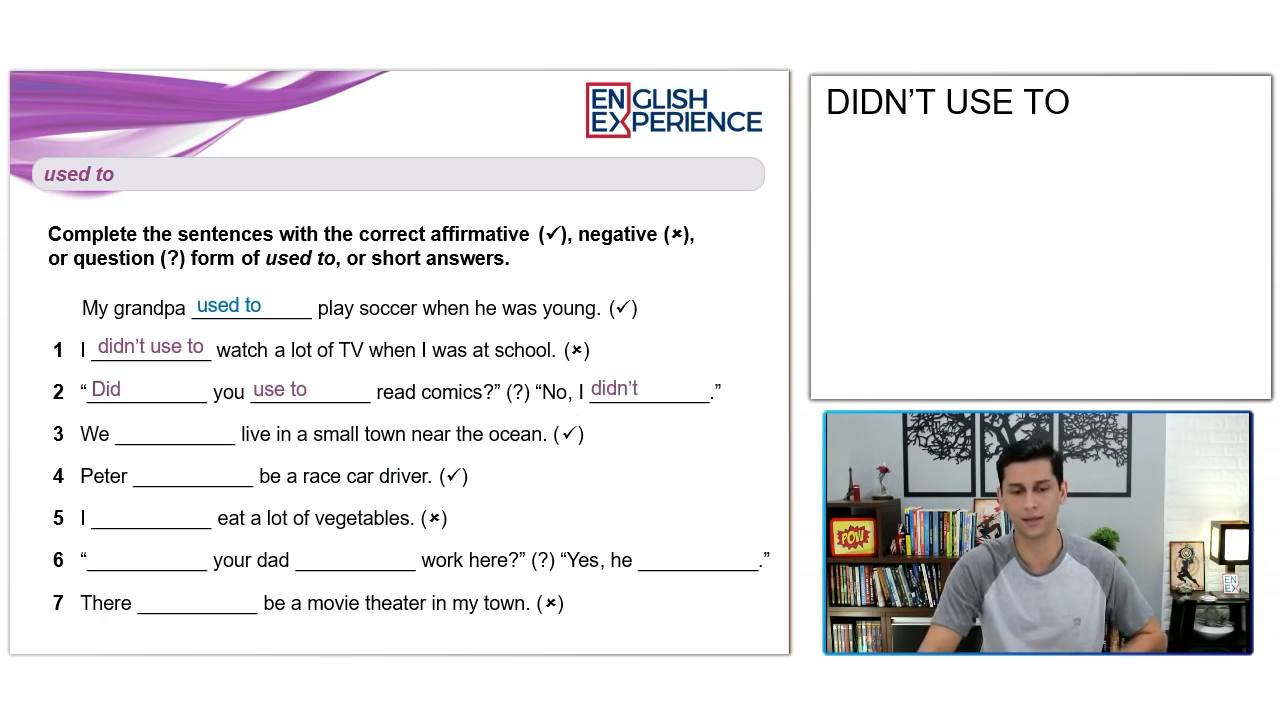 ENGLISH
EXPERIENCE
used to
Complete the sentences with the correct affirmative (✓), negative (×),
or question (?) form of used to, or short answers.
My grandpa used to play soccer when he was young. (✓)
1 I didn’t use to watch a lot of TV when I was at school. (×)
2 “Did you use to read comics?” (?) “No, I didn’t.”
3 We ___________ live in a small town near the ocean. (✓)
4 Peter ___________ be a race car driver. (✓)
5 I ___________ eat a lot of vegetables. (×)
6 “___________ your dad ___________ work here?” (?) “Yes, he ___________.”
7 There ___________ be a movie theater in my town. (×)
DIDN’T USE TO
POW
EN
EX